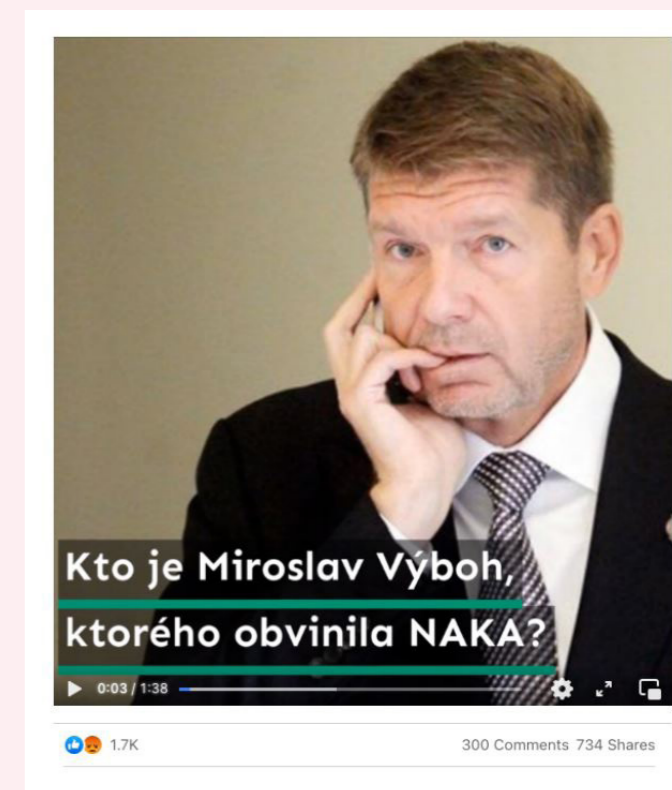 Kto je Miroslav Výboh,
ktorého obvinila NAKA?
0:03 / 1:38
1.7K 300 Comments 734 Shares